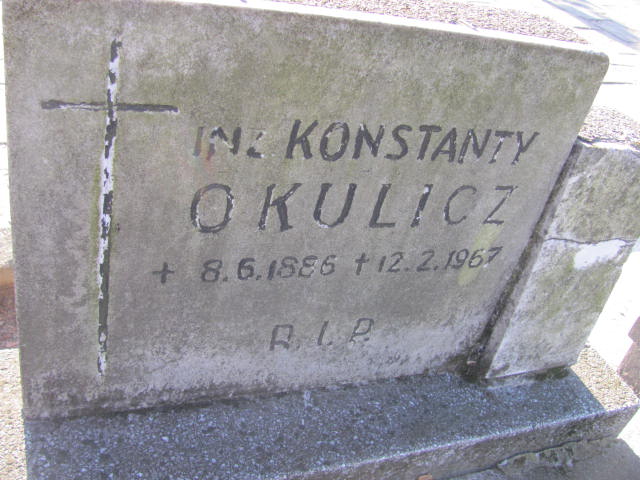 INŻ KONSTANTY
OKULICZ
+ 8.6.1886 + 12.2.1967
R.I.P.